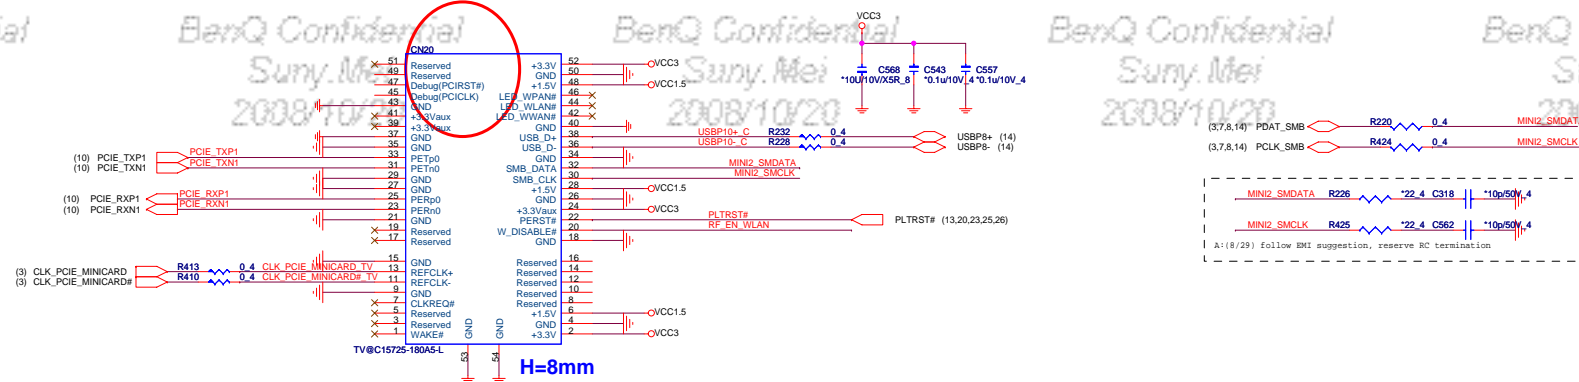 BenQ Confidential
Suny.Mei
2008/10/20
BenQ Confidential
Suny.Mei
2008/10/20
BenQ Confidential
BenQ
VCC3
C568
*10U/10V/X5R_8
C543
*0.1u/10V_4
C557
*0.1u/10V_4
CN20
51 Reserved +3.3V 52 VCC3
49 Reserved GND 50
47 Debug(PCIRST#) +1.5V 48 VCC1.5
45 Debug(PCICLK) LED_WPAN# 46
43 GND LED_WLAN# 44
41 +3.3Vaux LED_WWAN# 42
39 +3.3Vaux GND 40
37 GND USB_D+ 38 USBP10+_C R232 0_4 USBP8+ (14)
35 GND USB_D- 36 USBP10-_C R228 0_4 USBP8- (14)
(10) PCIE_TXP1 PCIE_TXP1 33 PETp0 GND 34
(10) PCIE_TXN1 PCIE_TXN1 31 PETn0 SMB_DATA 32 MINI2_SMDATA
29 GND SMB_CLK 30 MINI2_SMCLK
27 GND +1.5V 28 VCC1.5
(10) PCIE_RXP1 PCIE_RXP1 25 PERp0 GND 26
(10) PCIE_RXN1 PCIE_RXN1 23 PERn0 +3.3Vaux 24 VCC3
21 GND PERST# 22 PLTRST# PLTRST# (13,20,23,25,26)
19 Reserved W_DISABLE# 20 RF_EN_WLAN
17 Reserved GND 18
15 GND Reserved 16
(3) CLK_PCIE_MINICARD R413 0_4 CLK_PCIE_MINICARD_TV 13 REFCLK+ Reserved 14
(3) CLK_PCIE_MINICARD# R410 0_4 CLK_PCIE_MINICARD#_TV 11 REFCLK- Reserved 12
9 GND Reserved 10
7 CLKREQ# Reserved 8
5 Reserved +1.5V 6 VCC1.5
3 Reserved GND 4
1 WAKE# +3.3V 2 VCC3
GND GND
53 54
TV@C15725-180A5-L
H=8mm
(3,7,8,14) PDAT_SMB R220 0_4 MINI2_SMDAT
(3,7,8,14) PCLK_SMB R424 0_4 MINI2_SMCLK
MINI2_SMDATA R226 *22_4 C318 *10p/50V_4
MINI2_SMCLK R425 *22_4 C562 *10p/50V_4
A:(8/29) follow EMI suggestion, reserve RC termination